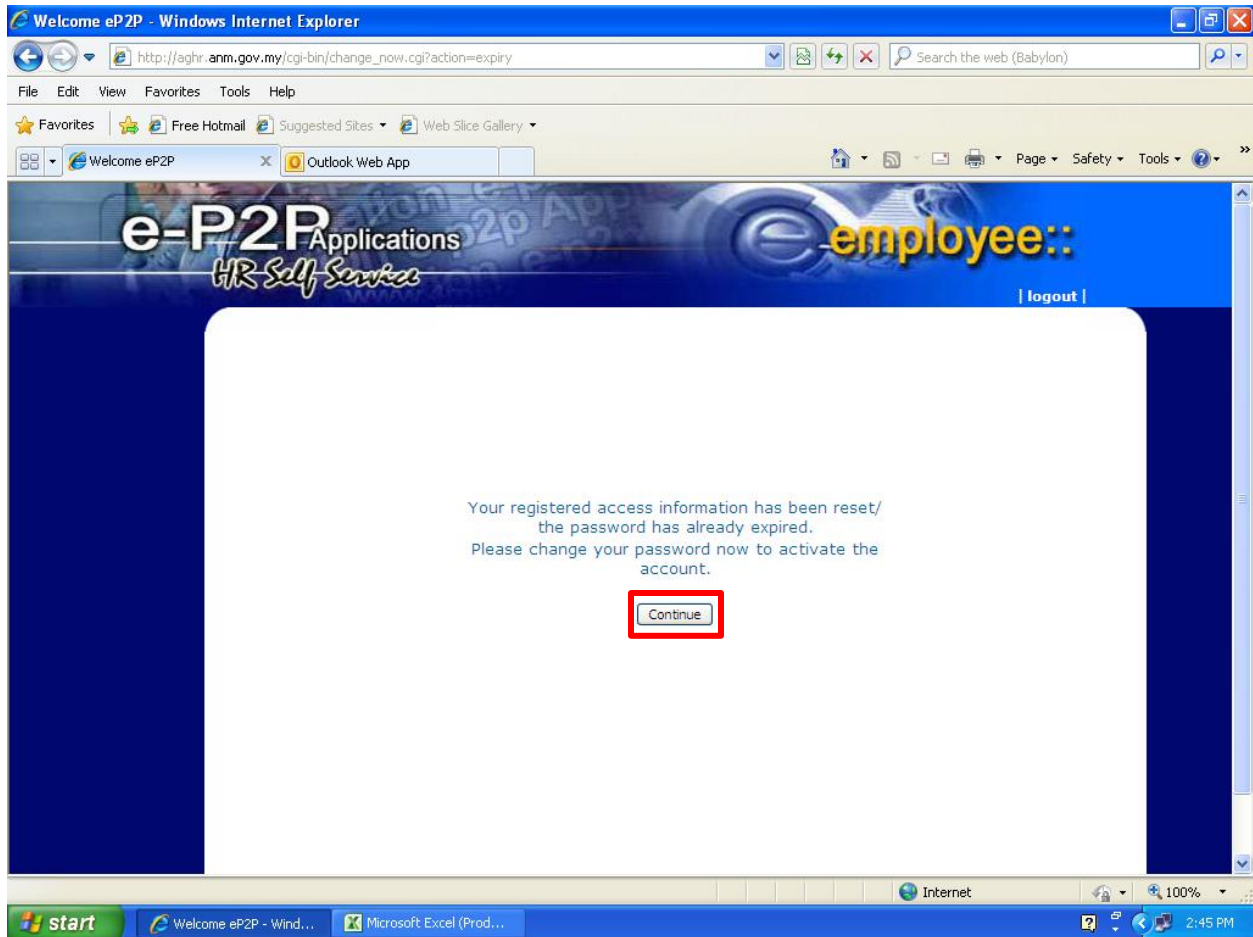 Welcome eP2P - Windows Internet Explorer
http://aghr.anm.gov.my/cgi-bin/change_now.cgi?action=expiry
Search the web (Babylon)
File Edit View Favorites Tools Help
Favorites Free Hotmail Suggested Sites Web Slice Gallery
Welcome eP2P X Outlook Web App Page Safety Tools »
e-P2P Applications
HR Self Service
employee::
| logout |
Your registered access information has been reset/
the password has already expired.
Please change your password now to activate the
account.
Continue
Internet 100%
start Welcome eP2P - Wind... Microsoft Excel (Prod... 2:45 PM